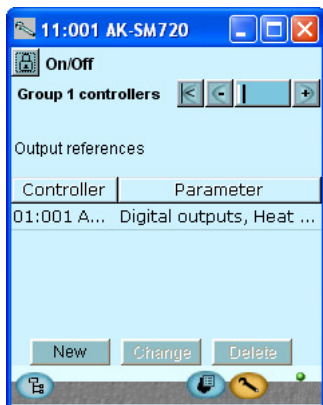 11:001 AK-SM720
On/Off
Group 1 controllers
Output references
Controller Parameter
01:001 A... Digital outputs, Heat ...
New Change Delete